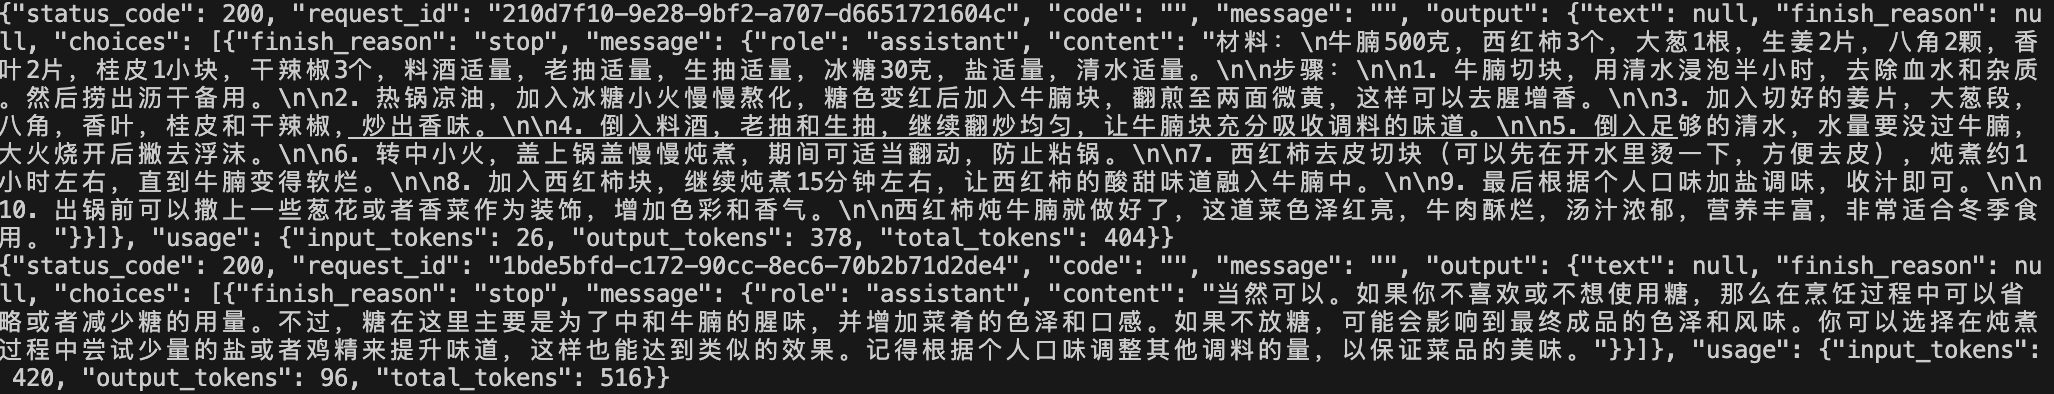 {"status_code": 200, "request_id": "210d7f10-9e28-9bf2-a707-d6651721604c", "code": "", "message": "", "output": {"text": null, "finish_reason": nu
ll, "choices": [{"finish_reason": "stop", "message": {"role": "assistant", "content": "材料：\n牛腩500克，西红柿3个，大葱1根，生姜2片，八角2颗，香
叶2片，桂皮1小块，干辣椒3个，料酒适量，老抽适量，生抽适量，冰糖30克，盐适量，清水适量。\n\n步骤：\n\n1. 牛腩切块，用清水浸泡半小时，去除血水和杂质
。然后捞出沥干备用。\n\n2. 热锅凉油，加入冰糖小火慢慢熬化，糖色变红后加入牛腩块，翻煎至两面微黄，这样可以去腥增香。\n\n3. 加入切好的姜片，大葱段，
八角，香叶，桂皮和干辣椒，炒出香味。\n\n4. 倒入料酒，老抽和生抽，继续翻炒均匀，让牛腩块充分吸收调料的味道。\n\n5. 倒入足够的清水，水量要没过牛腩，
大火烧开后撇去浮沫。\n\n6. 转中小火，盖上锅盖慢慢炖煮，期间可适当翻动，防止粘锅。\n\n7. 西红柿去皮切块（可以先在开水里烫一下，方便去皮），炖煮约1
小时左右，直到牛腩变得软烂。\n\n8. 加入西红柿块，继续炖煮15分钟左右，让西红柿的酸甜味道融入牛腩中。\n\n9. 最后根据个人口味加盐调味，收汁即可。\n\n
10. 出锅前可以撒上一些葱花或者香菜作为装饰，增加色彩和香气。\n\n西红柿炖牛腩就做好了，这道菜色泽红亮，牛肉酥烂，汤汁浓郁，营养丰富，非常适合冬季食
用。"}}]}, "usage": {"input_tokens": 26, "output_tokens": 378, "total_tokens": 404}}
{"status_code": 200, "request_id": "1bde5bfd-c172-90cc-8ec6-70b2b71d2de4", "code": "", "message": "", "output": {"text": null, "finish_reason": nu
ll, "choices": [{"finish_reason": "stop", "message": {"role": "assistant", "content": "当然可以。如果你不喜欢或不想使用糖，那么在烹饪过程中可以省
略或者减少糖的用量。不过，糖在这里主要是为了中和牛腩的腥味，并增加菜肴的色泽和口感。如果不放糖，可能会影响到最终成品的色泽和风味。你可以选择在炖煮
过程中尝试少量的盐或者鸡精来提升味道，这样也能达到类似的效果。记得根据个人口味调整其他调料的量，以保证菜品的美味。"}}]}, "usage": {"input_tokens":
420, "output_tokens": 96, "total_tokens": 516}}